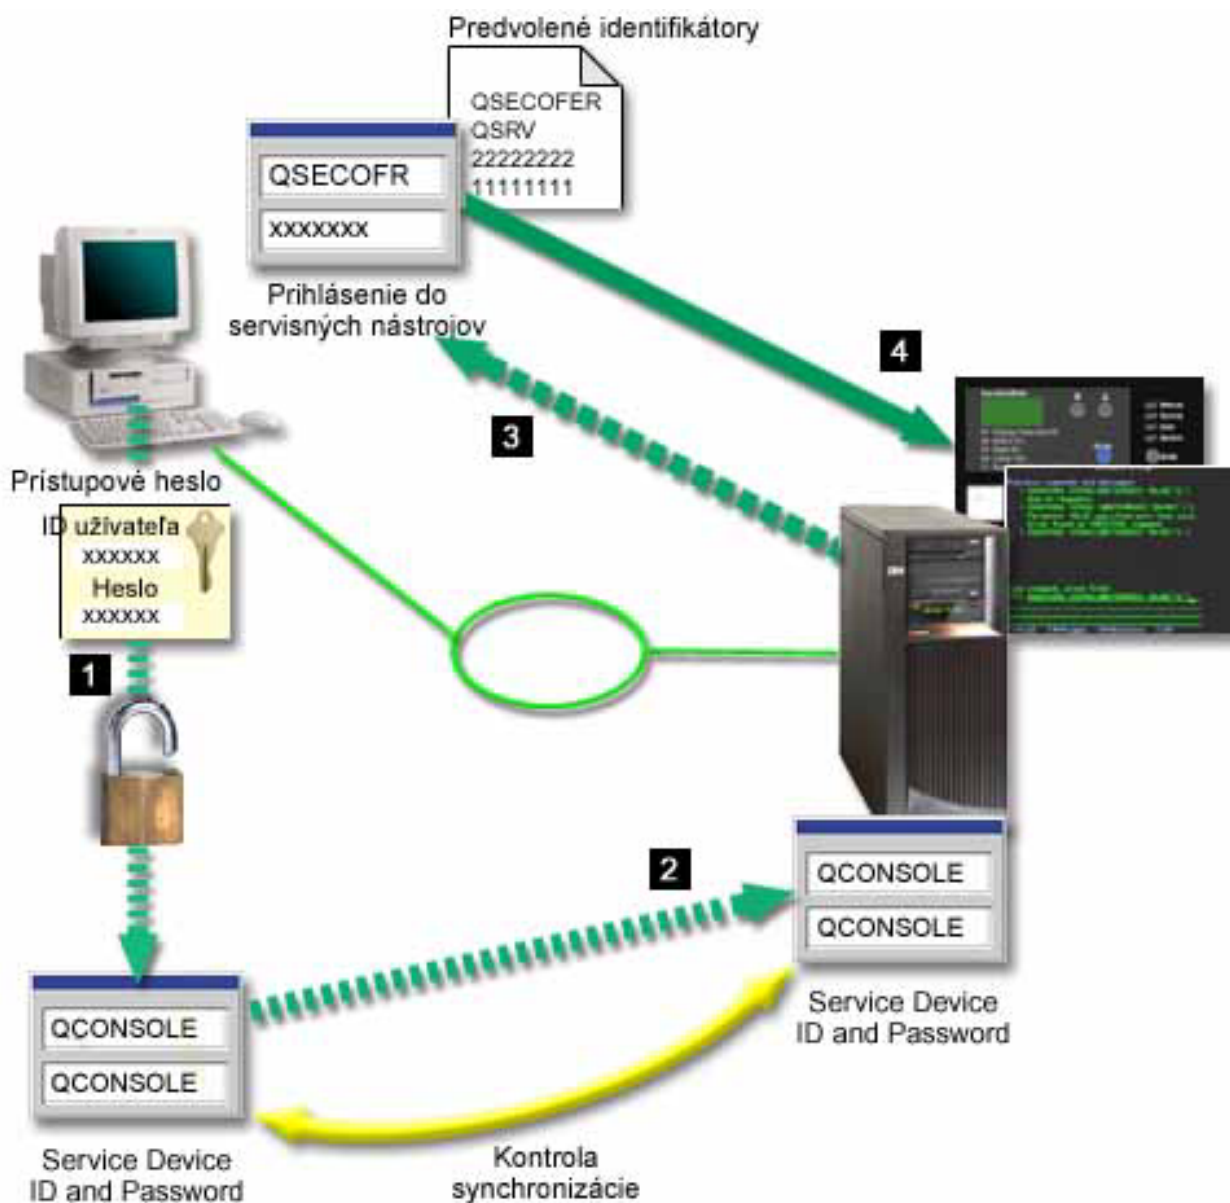 Predvolené identifikátory
QSECOFER
QSRV
22222222
11111111
QSECOFR
xxxxxxx
Prihlásenie do
servisných nástrojov
4
3
Prístupové heslo
ID užívateľa
xxxxxx
Heslo
xxxxxx
1
IBM
2
QCONSOLE
QCONSOLE
Service Device
ID and Password
QCONSOLE
QCONSOLE
Service Device
ID and Password
Kontrola
synchronizácie